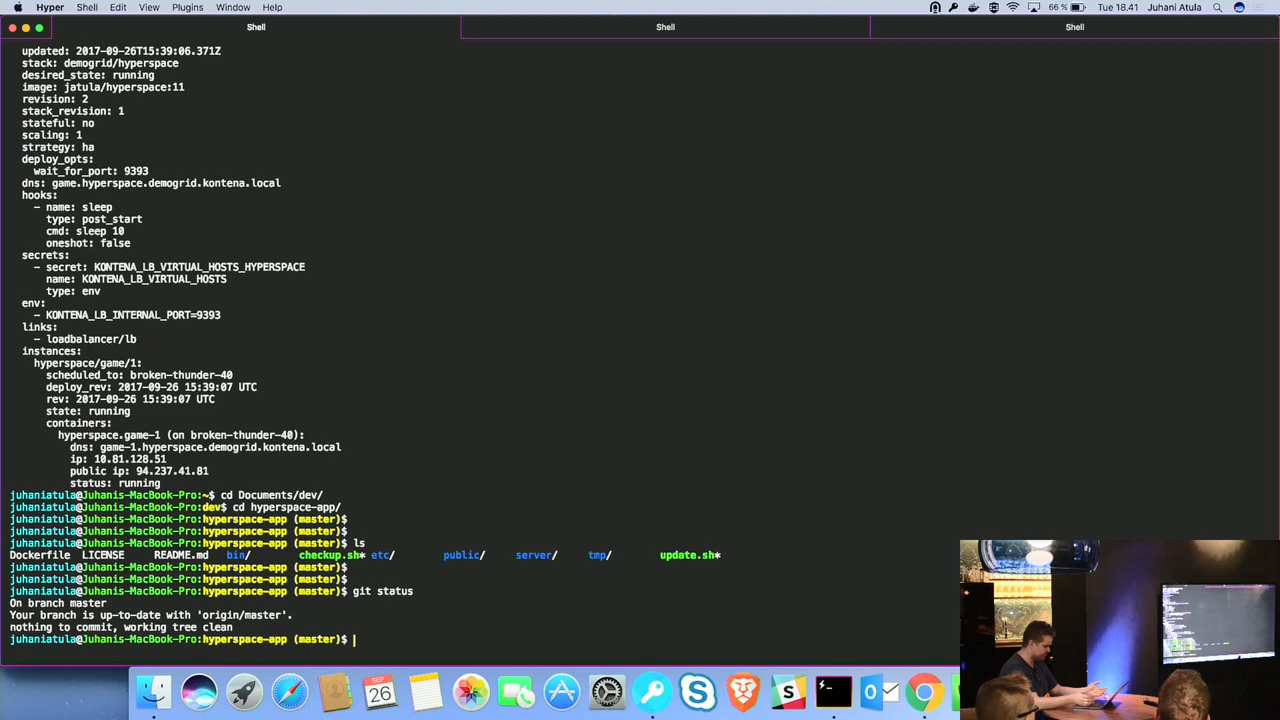 Hyper Shell Edit View Plugins Window Help 66 % Tue 18.41 Juhani Atula
Shell Shell Shell
updated: 2017-09-26T15:39:06.371Z
stack: demogrid/hyperspace
desired_state: running
image: jatula/hyperspace:11
revision: 2
stack_revision: 1
stateful: no
scaling: 1
strategy: ha
deploy_opts:
wait_for_port: 9393
dns: game.hyperspace.demogrid.kontena.local
hooks:
- name: sleep
type: post_start
cmd: sleep 10
oneshot: false
secrets:
- secret: KONTENA_LB_VIRTUAL_HOSTS_HYPERSPACE
name: KONTENA_LB_VIRTUAL_HOSTS
type: env
env:
- KONTENA_LB_INTERNAL_PORT=9393
links:
- loadbalancer/lb
instances:
hyperspace/game/1:
scheduled_to: broken-thunder-40
deploy_rev: 2017-09-26 15:39:07 UTC
rev: 2017-09-26 15:39:07 UTC
state: running
containers:
hyperspace.game-1 (on broken-thunder-40):
dns: game-1.hyperspace.demogrid.kontena.local
ip: 10.81.128.51
public ip: 94.237.41.81
status: running
juhaniatula@Juhanis-MacBook-Pro:~$ cd Documents/dev/
juhaniatula@Juhanis-MacBook-Pro:dev$ cd hyperspace-app/
juhaniatula@Juhanis-MacBook-Pro:hyperspace-app (master)$
juhaniatula@Juhanis-MacBook-Pro:hyperspace-app (master)$
juhaniatula@Juhanis-MacBook-Pro:hyperspace-app (master)$ ls
Dockerfile LICENSE README.md bin/ checkup.sh* etc/ public/ server/ tmp/ update.sh*
juhaniatula@Juhanis-MacBook-Pro:hyperspace-app (master)$
juhaniatula@Juhanis-MacBook-Pro:hyperspace-app (master)$
juhaniatula@Juhanis-MacBook-Pro:hyperspace-app (master)$ git status
On branch master
Your branch is up-to-date with 'origin/master'.
nothing to commit, working tree clean
juhaniatula@Juhanis-MacBook-Pro:hyperspace-app (master)$
SEP
26